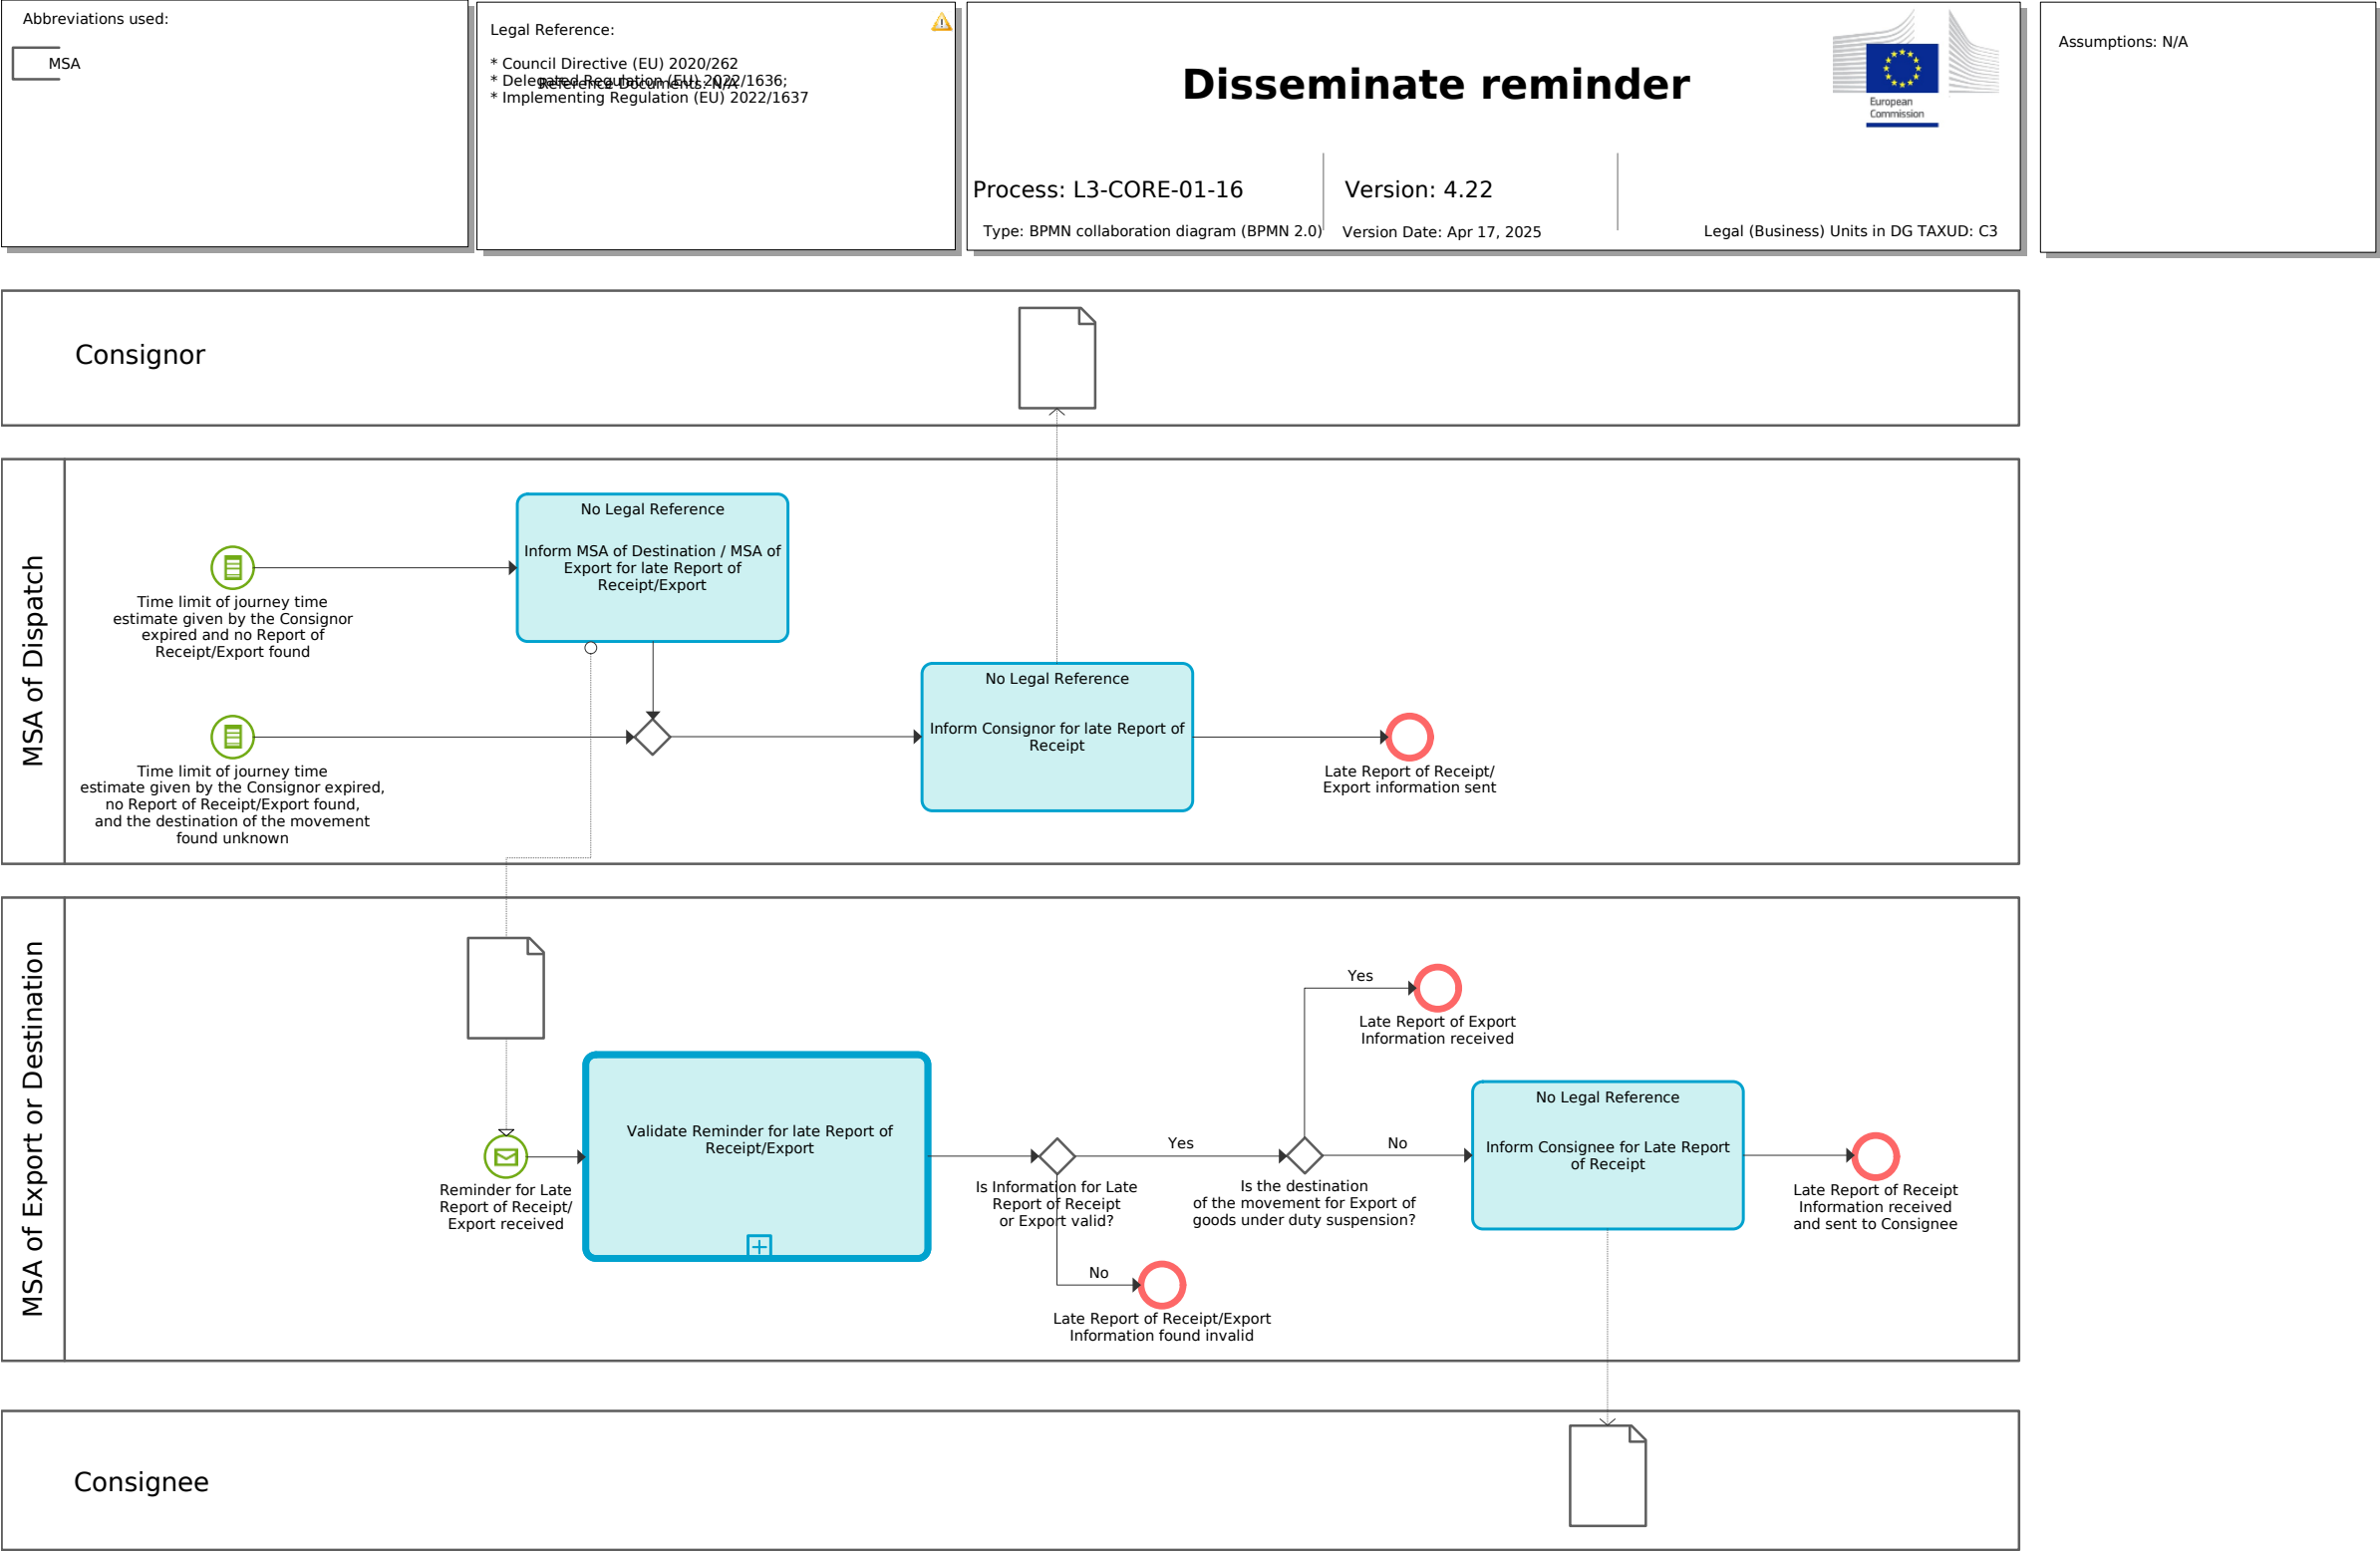 Abbreviations used:
MSA
Legal Reference:
* Council Directive (EU) 2020/262
* Delegated Regulation (EU) 2022/1636;
Reference Documents: N/A
* Implementing Regulation (EU) 2022/1637
Disseminate reminder
European
Commission
Process: L3-CORE-01-16
Version: 4.22
Type: BPMN collaboration diagram (BPMN 2.0)
Version Date: Apr 17, 2025
Legal (Business) Units in DG TAXUD: C3
Assumptions: N/A
Consignor
MSA of Dispatch
No Legal Reference
Inform MSA of Destination / MSA of
Export for late Report of
Receipt/Export
Time limit of journey time
estimate given by the Consignor
expired and no Report of
Receipt/Export found
No Legal Reference
Inform Consignor for late Report of
Receipt
Time limit of journey time
estimate given by the Consignor expired,
no Report of Receipt/Export found,
and the destination of the movement
found unknown
Late Report of Receipt/
Export information sent
MSA of Export or Destination
Yes
Late Report of Export
Information received
Reminder for Late
Report of Receipt/
Export received
Validate Reminder for late Report of
Receipt/Export
Is Information for Late
Report of Receipt
or Export valid?
Yes
Is the destination
of the movement for Export of
goods under duty suspension?
No
No Legal Reference
Inform Consignee for Late Report
of Receipt
Late Report of Receipt
Information received
and sent to Consignee
No
Late Report of Receipt/Export
Information found invalid
Consignee